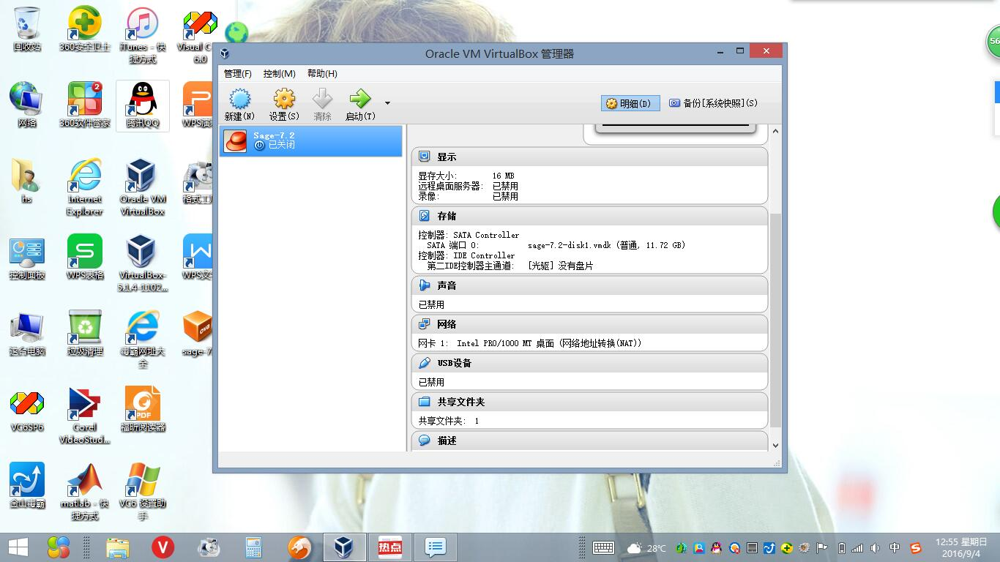 回收站
360安全卫士
iTunes - 快
捷方式
Visual C
6.0
网络
360软件管家
2
腾讯QQ
WPS演
hs
Internet
Explorer
Oracle VM
VirtualBox
格式工
控制面板
WPS表格
VirtualBox-
5.1.4-1102...
WPS文
这台电脑
垃圾清理
毒霸网址大
全
sage-7
OVA
VC6SP6
Corel
VideoStud...
福昕阅读器
PDF
金山毒霸
matlab - 快
捷方式
VC6 设置助
手
Oracle VM VirtualBox 管理器
管理(F)
控制(M)
帮助(H)
新建(N)
设置(S)
清除
启动(T)
明细(D)
备份[系统快照](S)
Sage-7.2
已关闭
显示
显存大小: 16 MB
远程桌面服务器: 已禁用
录像: 已禁用
存储
控制器: SATA Controller
SATA 端口 0: sage-7.2-disk1.vmdk (普通, 11.72 GB)
控制器: IDE Controller
第二IDE控制器主通道: [光驱] 没有盘片
声音
已禁用
网络
网卡 1: Intel PRO/1000 MT 桌面 (网络地址转换(NAT))
USB设备
已禁用
共享文件夹
共享文件夹: 1
描述
56
热点
28℃
中
12:55 星期日
2016/9/4